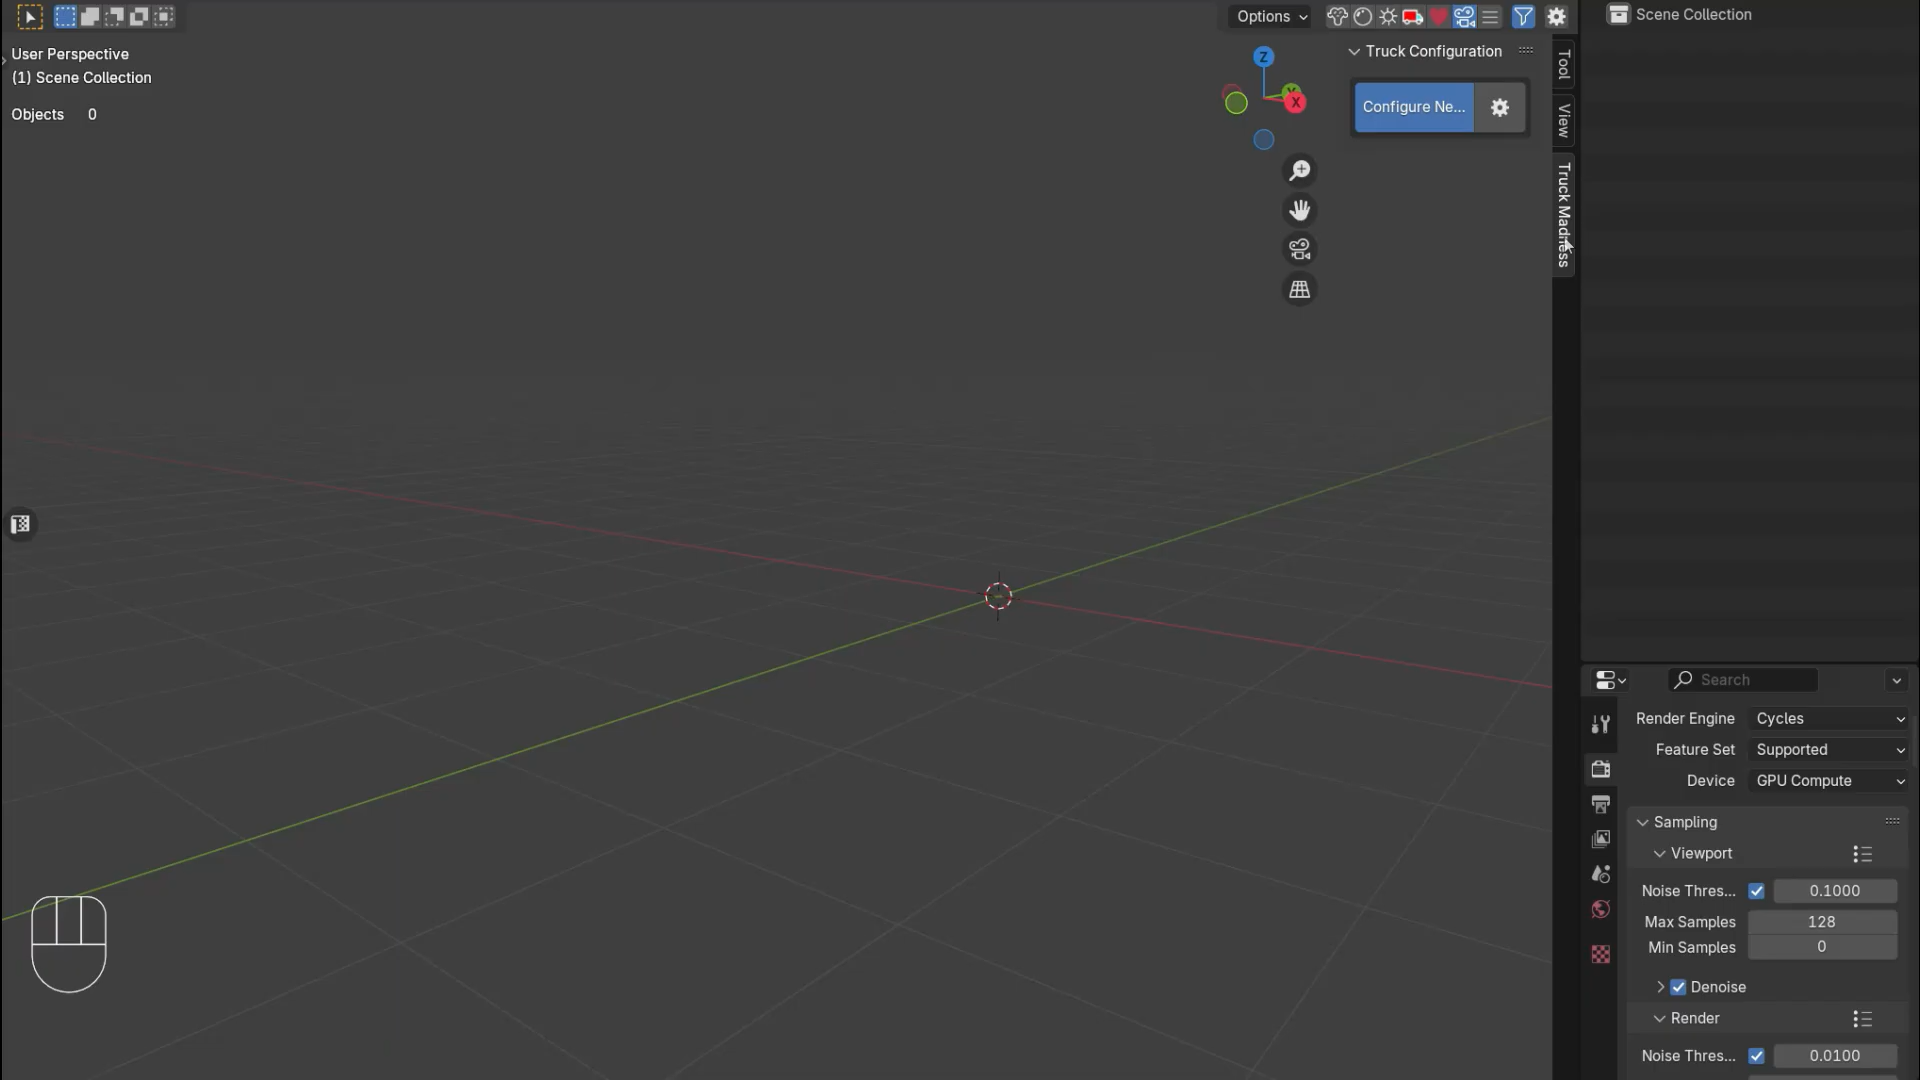 Options
Scene Collection
User Perspective
(1) Scene Collection
Objects 0
Z
Y
X
Truck Configuration
Configure Ne...
Tool
View
Truck Madness
Search
Render Engine Cycles
Feature Set Supported
Device GPU Compute
Sampling
Viewport
Noise Thres... 0.1000
Max Samples 128
Min Samples 0
Denoise
Render
Noise Thres... 0.0100